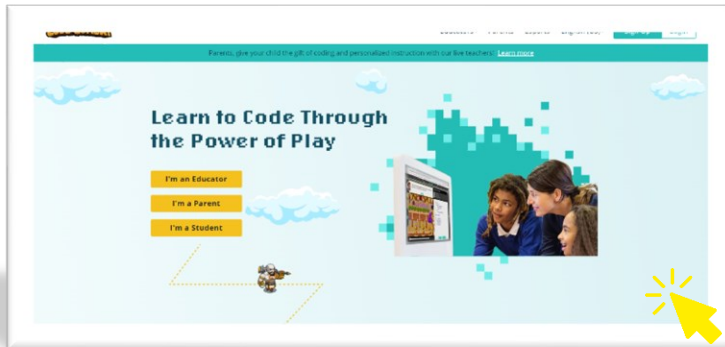 Parents, give your child the gift of coding and personalized instruction with our live teachers! Learn more
Learn to Code Through
the Power of Play
I'm an Educator
I'm a Parent
I'm a Student